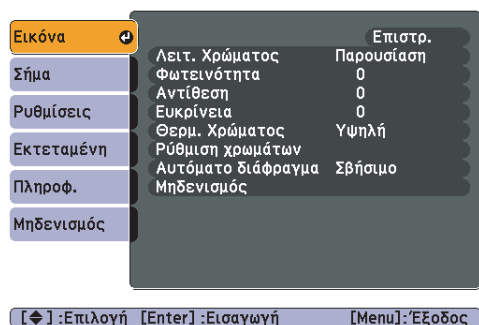 Εικόνα
Σήμα
Ρυθμίσεις
Εκτεταμένη
Πληροφ.
Μηδενισμός
Επιστρ.
Λειτ. Χρώματος Παρουσίαση
Φωτεινότητα 0
Αντίθεση 0
Ευκρίνεια 0
Θερμ. Χρώματος Υψηλή
Ρύθμιση χρωμάτων
Αυτόματο διάφραγμα Σβήσιμο
Μηδενισμός
[◆] :Επιλογή [Enter] :Εισαγωγή [Menu]:Έξοδος